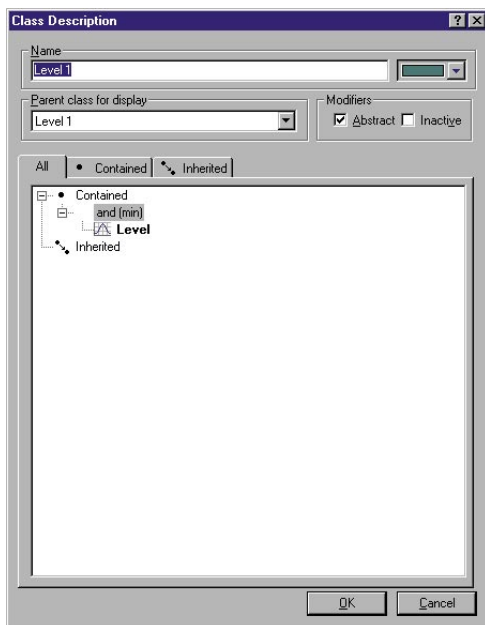 Class Description
Name
Level 1
Parent class for display
Modifiers
Level 1
Abstract
Inactive
All
Contained
Inherited
Contained
and (min)
Level
Inherited
OK
Cancel